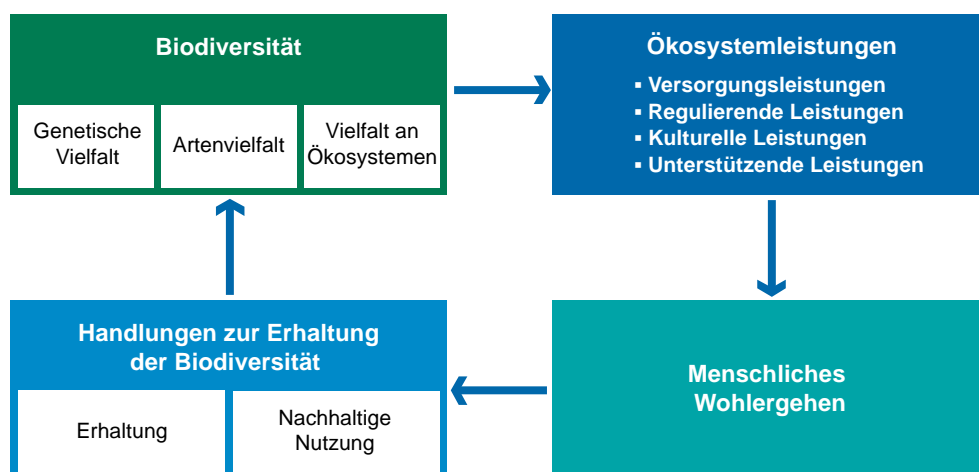 Biodiversität
Genetische
Vielfalt
Artenvielfalt
Vielfalt an
Ökosystemen
Ökosystemleistungen
▪ Versorgungsleistungen
▪ Regulierende Leistungen
▪ Kulturelle Leistungen
▪ Unterstützende Leistungen
Handlungen zur Erhaltung
der Biodiversität
Erhaltung
Nachhaltige
Nutzung
Menschliches
Wohlergehen